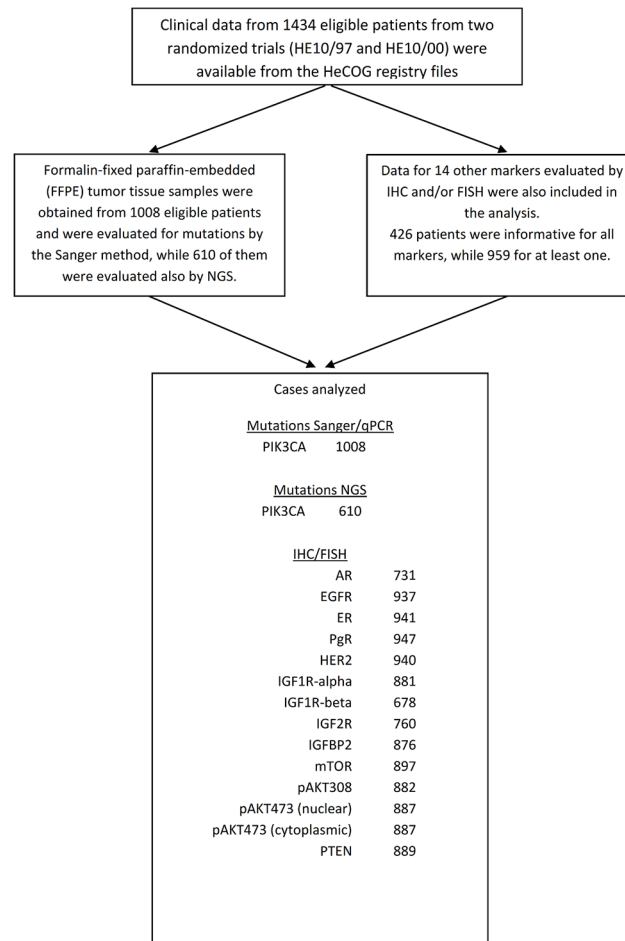 Clinical data from 1434 eligible patients from two
randomized trials (HE10/97 and HE10/00) were
available from the HeCOG registry files
Formalin-fixed paraffin-embedded
(FFPE) tumor tissue samples were
obtained from 1008 eligible patients
and were evaluated for mutations by
the Sanger method, while 610 of them
were evaluated also by NGS.
Data for 14 other markers evaluated by
IHC and/or FISH were also included in
the analysis.
426 patients were informative for all
markers, while 959 for at least one.
Cases analyzed
Mutations Sanger/qPCR
PIK3CA 1008
Mutations NGS
PIK3CA 610
IHC/FISH
AR 731
EGFR 937
ER 941
PgR 947
HER2 940
IGF1R-alpha 881
IGF1R-beta 678
IGF2R 760
IGFBP2 876
mTOR 897
pAKT308 882
pAKT473 (nuclear) 887
pAKT473 (cytoplasmic) 887
PTEN 889